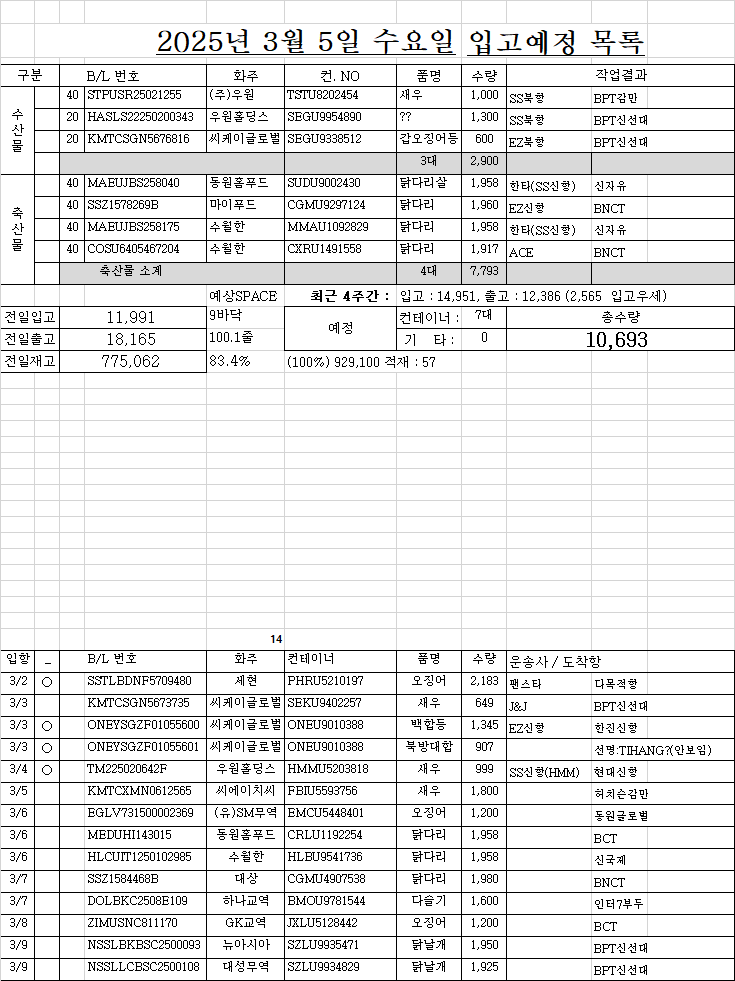 2025년 3월 5일 수요일 입고예정 목록
구분 B/L 번호 화주 컨. NO 품명 수량 작업결과
수산물
40 STPUSR25021255 (주)우원 TSTU8202454 새우 1,000 SS북항 BPT감만
20 HASLS22250200343 우원홀딩스 SEGU9954890 ?? 1,300 SS북항 BPT신선대
20 KMTCSGN5676816 씨케이글로벌 SEGU9338512 갑오징어등 600 EZ북항 BPT신선대
3대 2,900
축산물
40 MAEUJBS258040 동원홈푸드 SUDU9002430 닭다리살 1,958 한타(SS신항) 신자유
40 SSZ1578269B 마이푸드 CGMU9297124 닭다리 1,960 EZ신항 BNCT
40 MAEUJBS258175 수월한 MMAU1092829 닭다리 1,958 한타(SS신항) 신자유
40 COSU6405467204 수월한 CXRU1491558 닭다리 1,917 ACE BNCT
축산물 소계 4대 7,793
예상SPACE 최근 4주간 : 입고 : 14,951, 출고 : 12,386 (2,565 입고우세)
전일입고 11,991 9바닥 예정 컨테이너 : 7대 총수량
전일출고 18,165 100.1줄 기 타 : 0 10,693
전일재고 775,062 83.4% (100%) 929,100 적재 : 57
14
입항 _ B/L 번호 화주 컨테이너 품명 수량 운송사 / 도착항
3/2 ○ SSTLBDNF5709480 세현 PHRU5210197 오징어 2,183 팬스타 다목적항
3/3 KMTCSGN5673735 씨케이글로벌 SEKU9402257 새우 649 J&J BPT신선대
3/3 ○ ONEYSGZF01055600 씨케이글로벌 ONEU9010388 백합등 1,345 EZ신항 한진신항
3/3 ○ ONEYSGZF01055601 씨케이글로벌 ONEU9010388 북방대합 907 선명:TIHANG?(안보임)
3/4 ○ TM225020642F 우원홀딩스 HMMU5203818 새우 999 SS신항(HMM) 현대신항
3/5 KMTCXMN0612565 씨에이치씨 FBIU5593756 새우 1,800 허치슨감만
3/6 EGLV731500002369 (유)SM무역 EMCU5448401 오징어 1,200 동원글로벌
3/6 MEDUHI143015 동원홈푸드 CRLU1192254 닭다리 1,958 BCT
3/6 HLCUIT1250102985 수월한 HLBU9541736 닭다리 1,958 신국제
3/7 SSZ1584468B 대상 CGMU4907538 닭다리 1,980 BNCT
3/7 DOLBKC2508E109 하나교역 BMOU9781544 다슬기 1,600 인터7부두
3/8 ZIMUSNC811170 GK교역 JXLU5128442 오징어 1,200 BCT
3/9 NSSLBKBSC2500093 뉴아시아 SZLU9935471 닭날개 1,950 BPT신선대
3/9 NSSLLCBSC2500108 대성무역 SZLU9934829 닭날개 1,925 BPT신선대